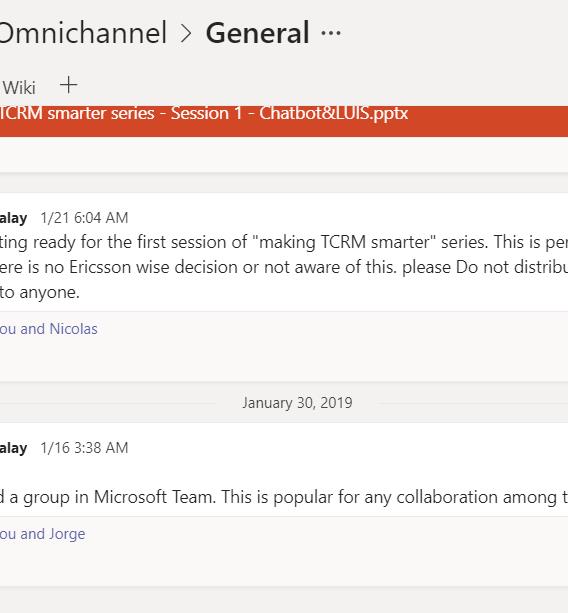 Omnichannel > General ...
Wiki +
TCRM smarter series - Session 1 - Chatbot&LUIS.pptx
alay 1/21 6:04 AM
ting ready for the first session of "making TCRM smarter" series. This is per
ere is no Ericsson wise decision or not aware of this. please Do not distribu
to anyone.
ou and Nicolas
January 30, 2019
alay 1/16 3:38 AM
d a group in Microsoft Team. This is popular for any collaboration among t
ou and Jorge